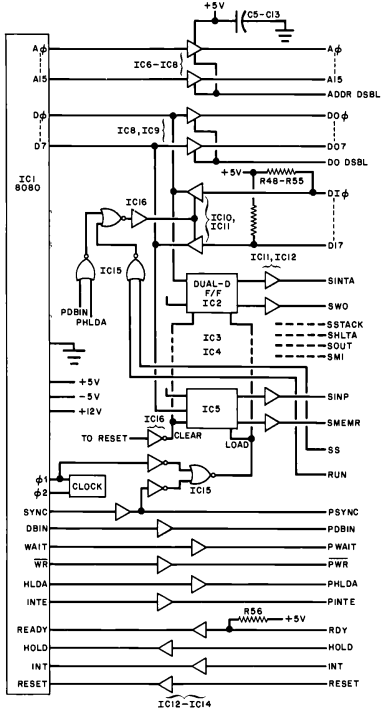 +5V
C5-C13
Aϕ
Aϕ
A15
IC6-IC8
A15
ADDR DSBL
Dϕ
DOϕ
IC8, IC9
D7
DO7
DO DSBL
IC1
8080
+5V
R48-R55
DIϕ
IC16
IC10,
IC11
IC15
DI7
IC11, IC12
PDBIN
PHLDA
DUAL-D
F/F
IC2
SINTA
SWO
IC3
IC4
SSTACK
SHLTA
SOUT
SMI
+5V
-5V
+12V
IC5
SINP
SMEMR
IC16
TO RESET
CLEAR
LOAD
SS
RUN
ϕ1
ϕ2
CLOCK
IC15
SYNC
PSYNC
DBIN
PDBIN
WAIT
PWAIT
W̅R̅
P̅W̅R̅
HLDA
PHLDA
INTE
PINTE
R56
+5V
READY
RDY
HOLD
HOLD
INT
INT
RESET
RESET
IC12-IC14